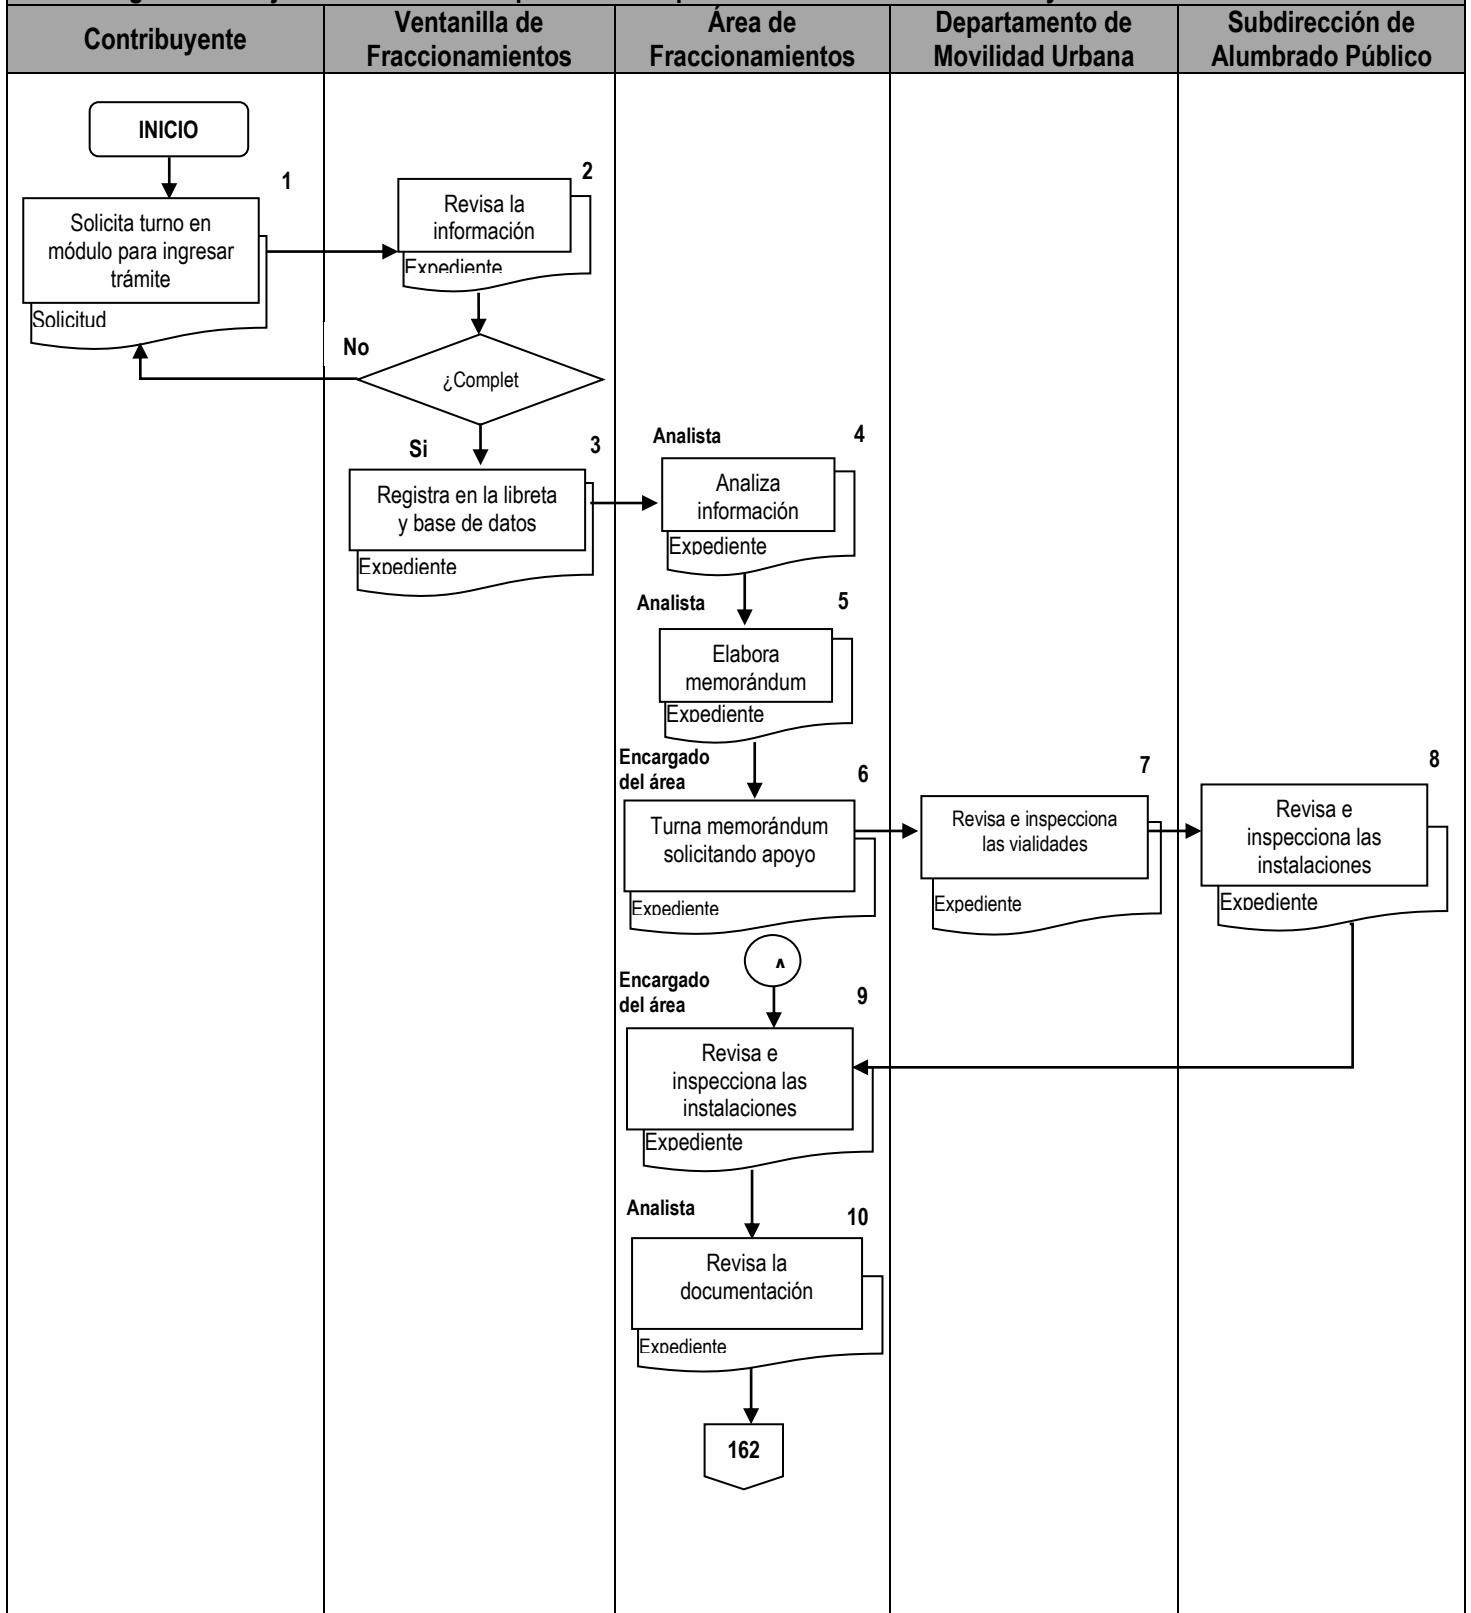 Contribuyente
Ventanilla de
Fraccionamientos
Área de
Fraccionamientos
Departamento de
Movilidad Urbana
Subdirección de
Alumbrado Público
INICIO
1
Solicita turno en
módulo para ingresar
trámite
Solicitud
2
Revisa la
información
Expediente
No
¿Complet
Si
3
Registra en la libreta
y base de datos
Expediente
Analista
4
Analiza
información
Expediente
Analista
5
Elabora
memorándum
Expediente
Encargado
del área
6
Turna memorándum
solicitando apoyo
Expediente
7
Revisa e inspecciona
las vialidades
Expediente
8
Revisa e
inspecciona las
instalaciones
Expediente
Encargado
del área
9
Revisa e
inspecciona las
instalaciones
Expediente
Analista
10
Revisa la
documentación
Expediente
162